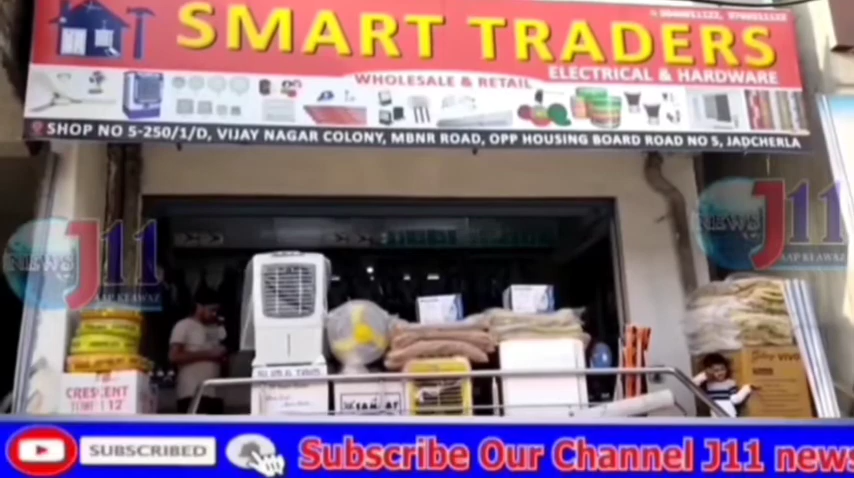 SMART TRADERS
ELECTRICAL & HARDWARE
WHOLESALE & RETAIL
SHOP NO 5-250/1/D, VIJAY NAGAR COLONY, MBNR ROAD, OPP HOUSING BOARD ROAD NO 5, JADCHERLA
NEWS J11
NEWS J11
CRESCENT
SUBSCRIBED
Subscribe Our Channel J11 news